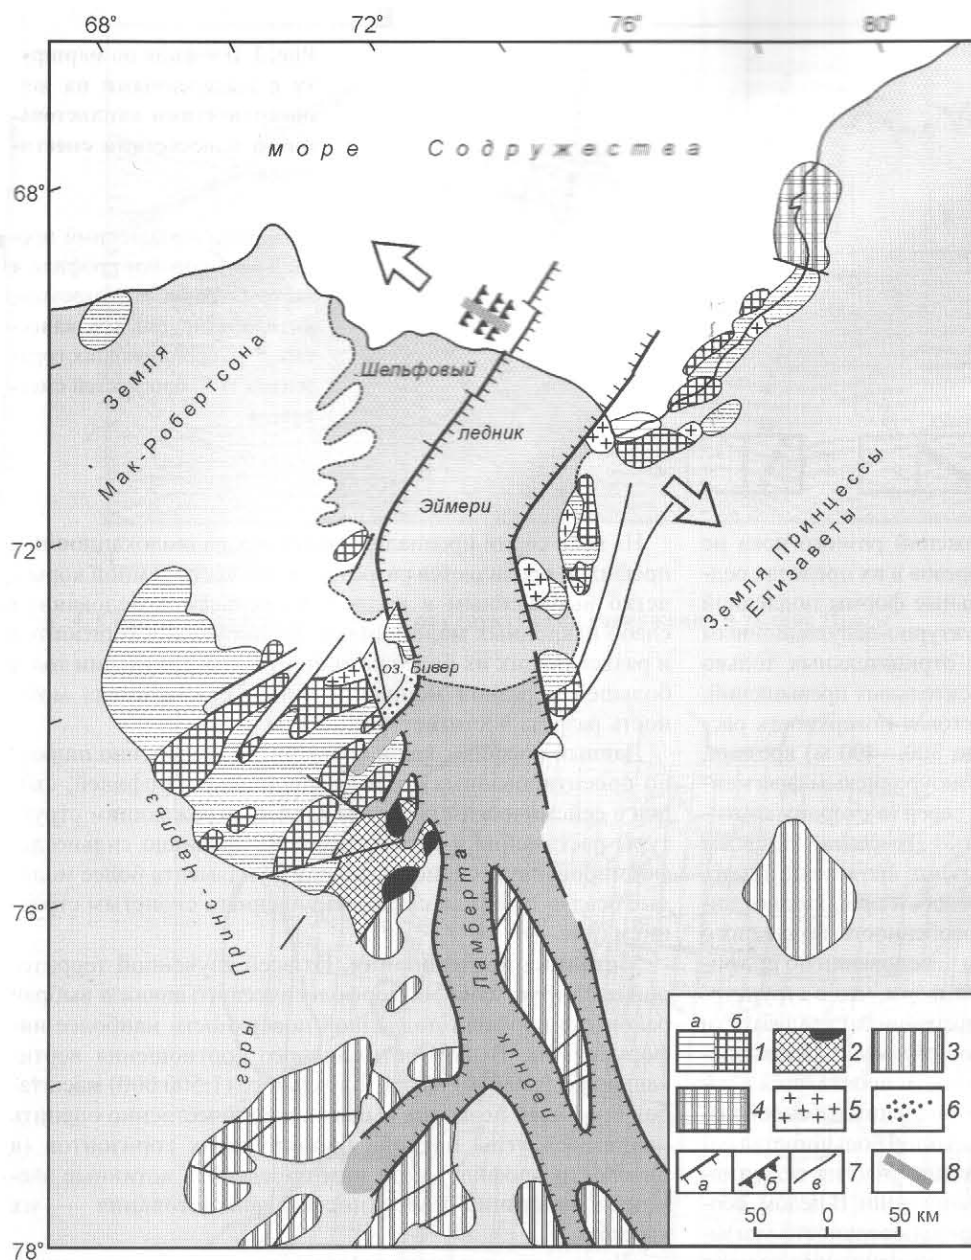 68° 72° 76° 80°
море Содружества
68°
Земля
Мак-Робертсона
Шельфовый
ледник
Эймери
72°
Земля Принцессы
Елизаветы
оз. Бивер
горы Принс-Чарльз
76°
ледник Ламберта
а б
1 2 3
4 5 6
а б в 7 8
50 0 50 км
78°